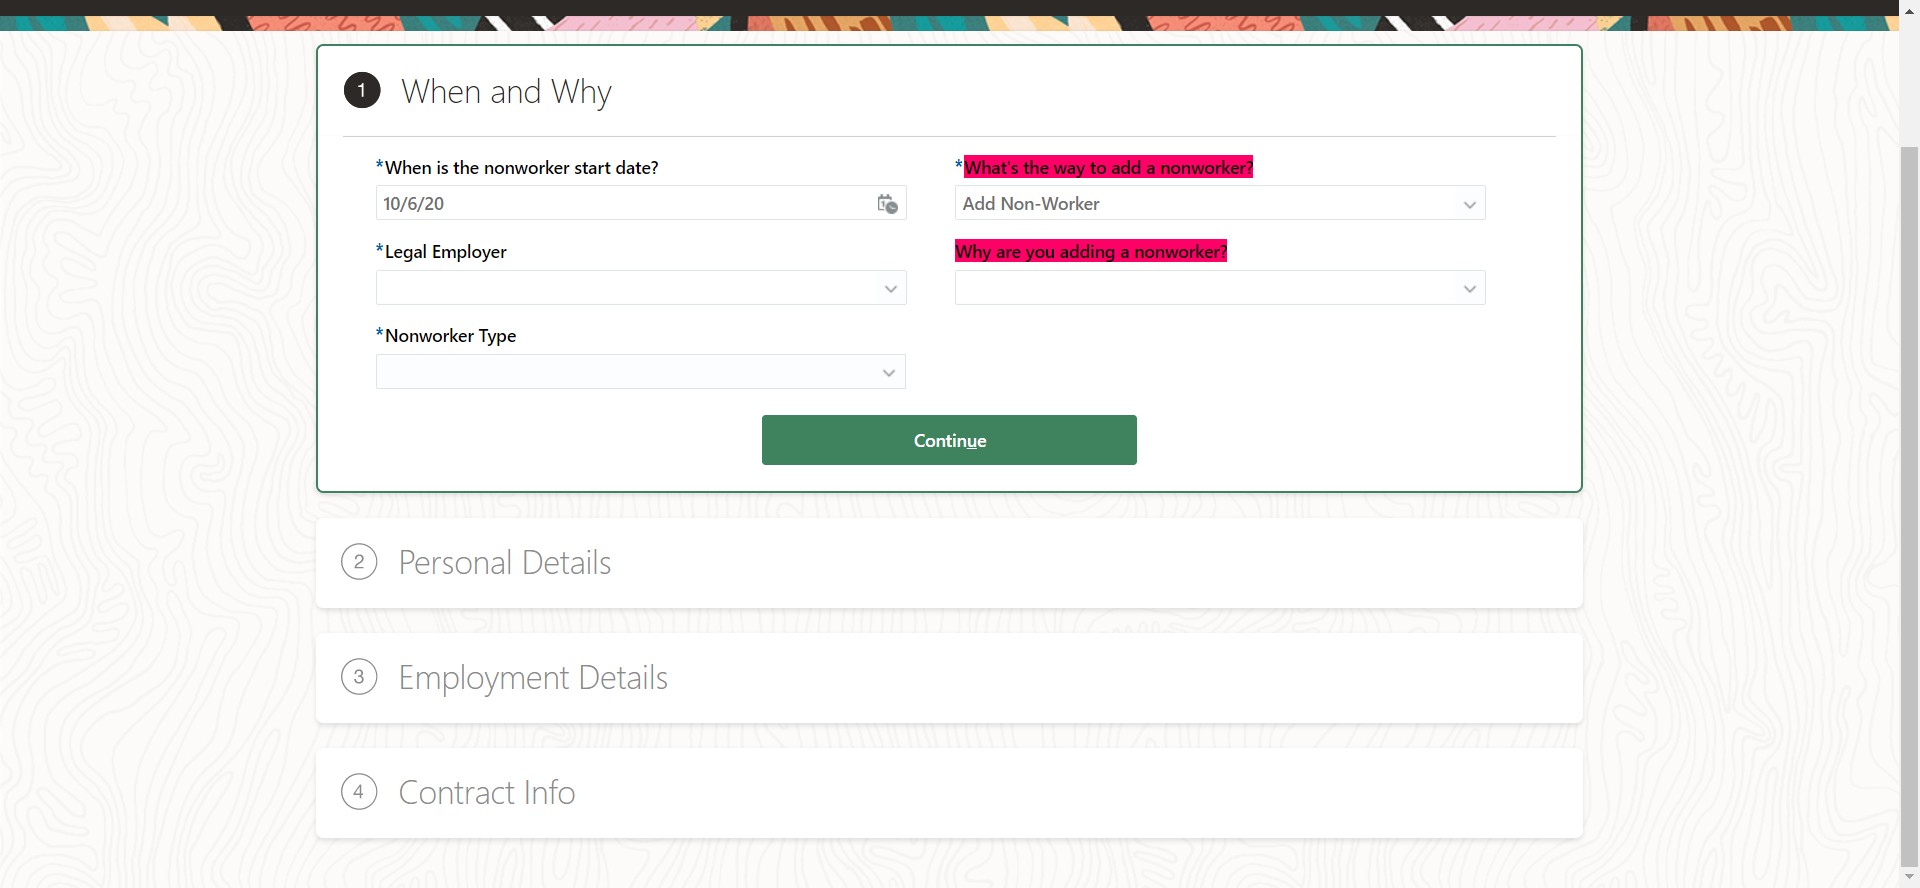 1 When and Why
*When is the nonworker start date?
10/6/20
*What's the way to add a nonworker?
Add Non-Worker
*Legal Employer
Why are you adding a nonworker?
*Nonworker Type
Continue
2 Personal Details
3 Employment Details
4 Contract Info